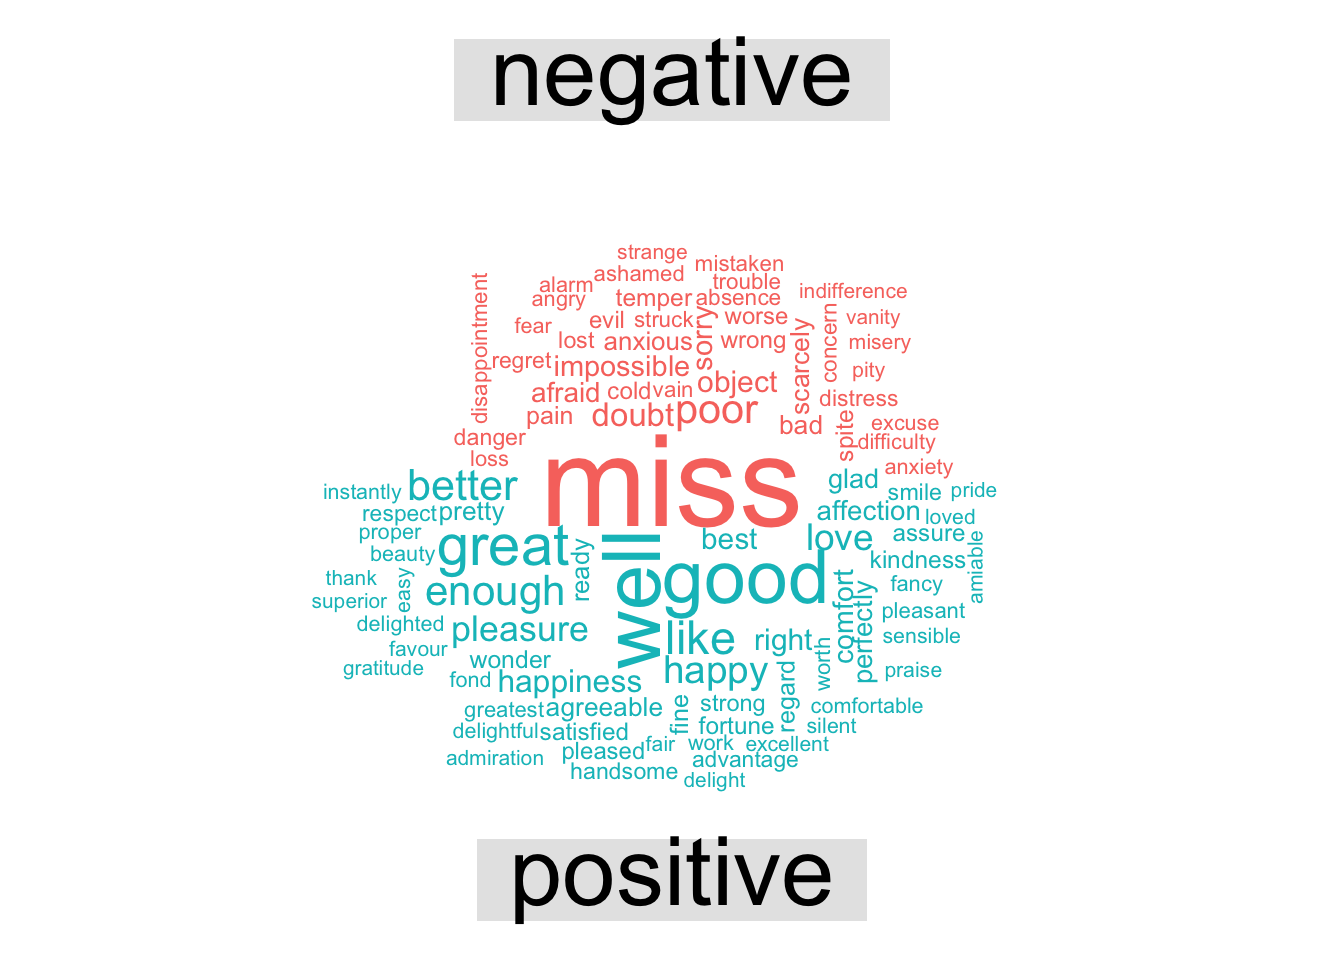 negative
strange
mistaken
ashamed
trouble
alarm
indifference
angry
temper
absence
disappointment
fear
evil
struck
sorry
worse
scarcely
concern
vanity
lost
anxious
wrong
misery
regret
impossible
pity
afraid
cold
vain
object
distress
pain
doubt
poor
bad
spite
excuse
danger
difficulty
loss
miss
anxiety
instantly
better
glad
smile
pride
respect
pretty
affection
loved
proper
great
ready
well
best
love
assure
amiable
beauty
good
kindness
thank
easy
enough
comfort
perfectly
fancy
superior
pleasant
delighted
pleasure
like
right
sensible
favour
wonder
worth
gratitude
fond
happiness
happy
regard
praise
greatest
agreeable
fine
strong
comfortable
delightful
satisfied
fortune
silent
admiration
pleased
fair
work
excellent
handsome
advantage
delight
positive